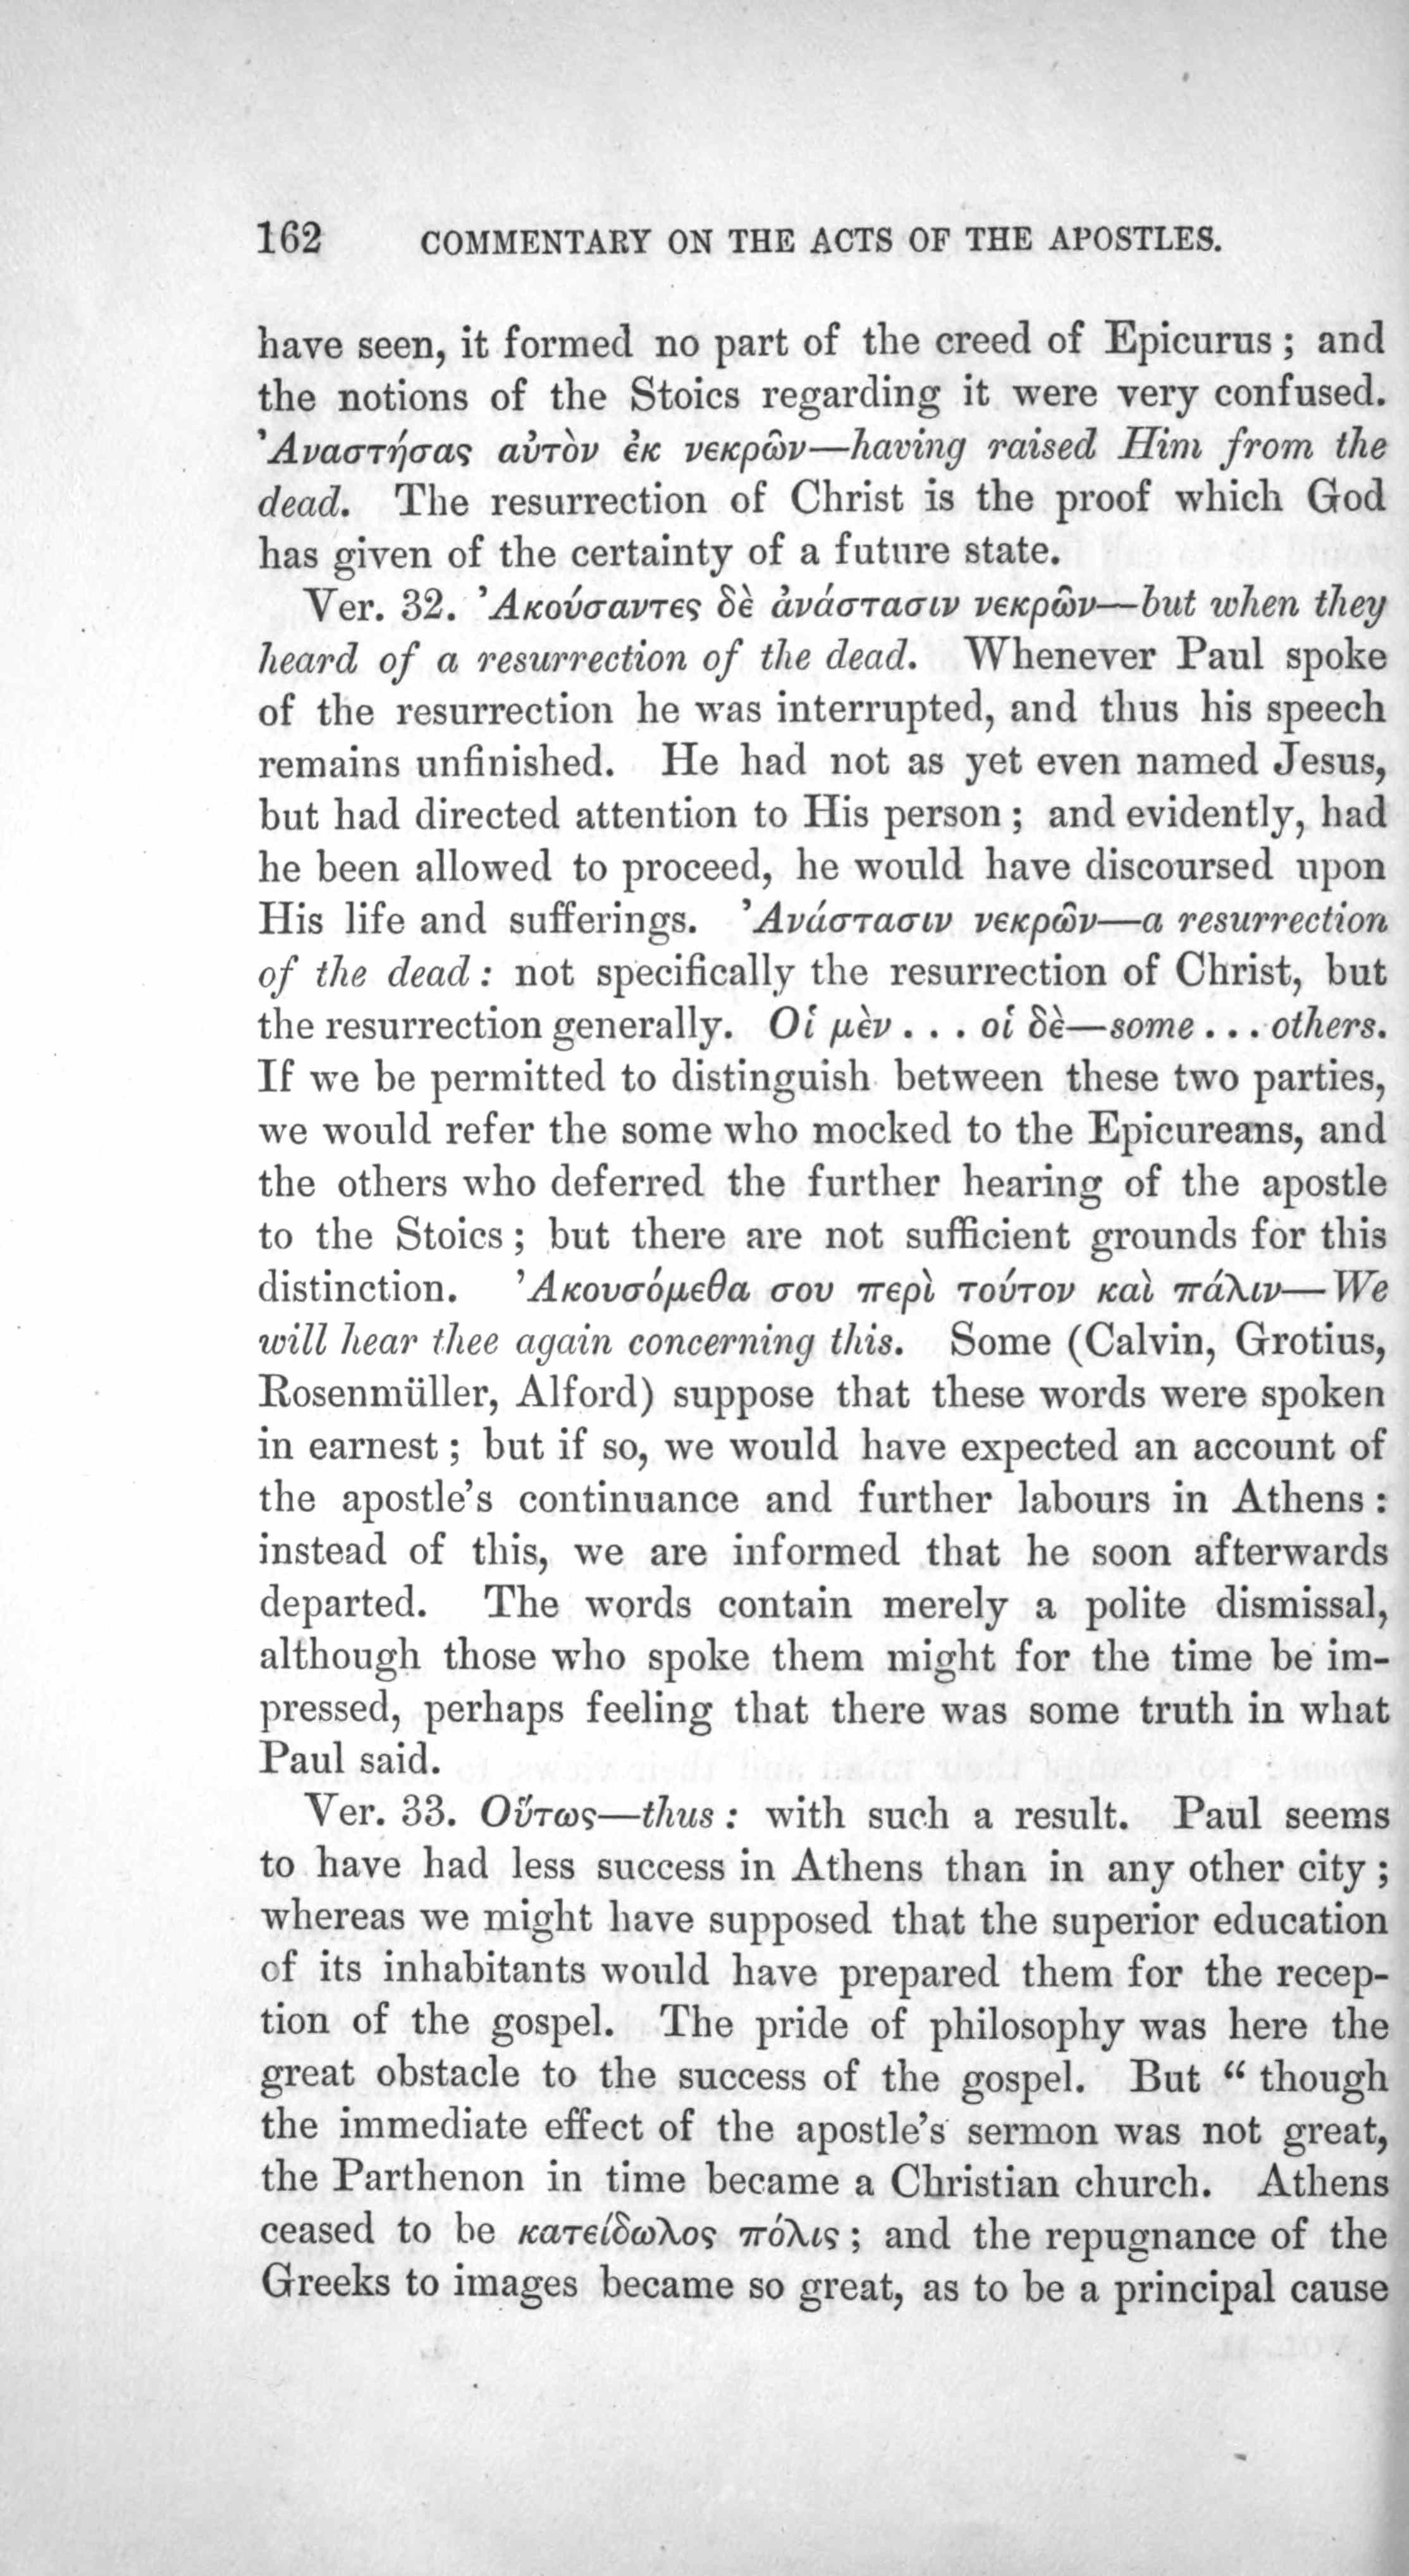 162 COMMENTARY ON THE ACTS OF THE APOSTLES.
have seen, it formed no part of the creed of Epicurus; and
the notions of the Stoics regarding it were very confused.
Ἀναστήσας αὐτὸν ἐκ νεκρῶν—having raised Him from the
dead. The resurrection of Christ is the proof which God
has given of the certainty of a future state.
Ver. 32. Ἀκούσαντες δὲ ἀνάστασιν νεκρῶν—but when they
heard of a resurrection of the dead. Whenever Paul spoke
of the resurrection he was interrupted, and thus his speech
remains unfinished. He had not as yet even named Jesus,
but had directed attention to His person; and evidently, had
he been allowed to proceed, he would have discoursed upon
His life and sufferings. Ἀνάστασιν νεκρῶν—a resurrection
of the dead: not specifically the resurrection of Christ, but
the resurrection generally. Οἱ μὲν . . . οἱ δὲ—some . . . others.
If we be permitted to distinguish between these two parties,
we would refer the some who mocked to the Epicureans, and
the others who deferred the further hearing of the apostle
to the Stoics; but there are not sufficient grounds for this
distinction. Ἀκουσόμεθα σου περὶ τούτου καὶ πάλιν—We
will hear thee again concerning this. Some (Calvin, Grotius,
Rosenmüller, Alford) suppose that these words were spoken
in earnest; but if so, we would have expected an account of
the apostle's continuance and further labours in Athens:
instead of this, we are informed that he soon afterwards
departed. The words contain merely a polite dismissal,
although those who spoke them might for the time be im-
pressed, perhaps feeling that there was some truth in what
Paul said.
Ver. 33. Οὕτως—thus: with such a result. Paul seems
to have had less success in Athens than in any other city;
whereas we might have supposed that the superior education
of its inhabitants would have prepared them for the recep-
tion of the gospel. The pride of philosophy was here the
great obstacle to the success of the gospel. But " though
the immediate effect of the apostle's sermon was not great,
the Parthenon in time became a Christian church. Athens
ceased to be κατείδωλος πόλις; and the repugnance of the
Greeks to images became so great, as to be a principal cause